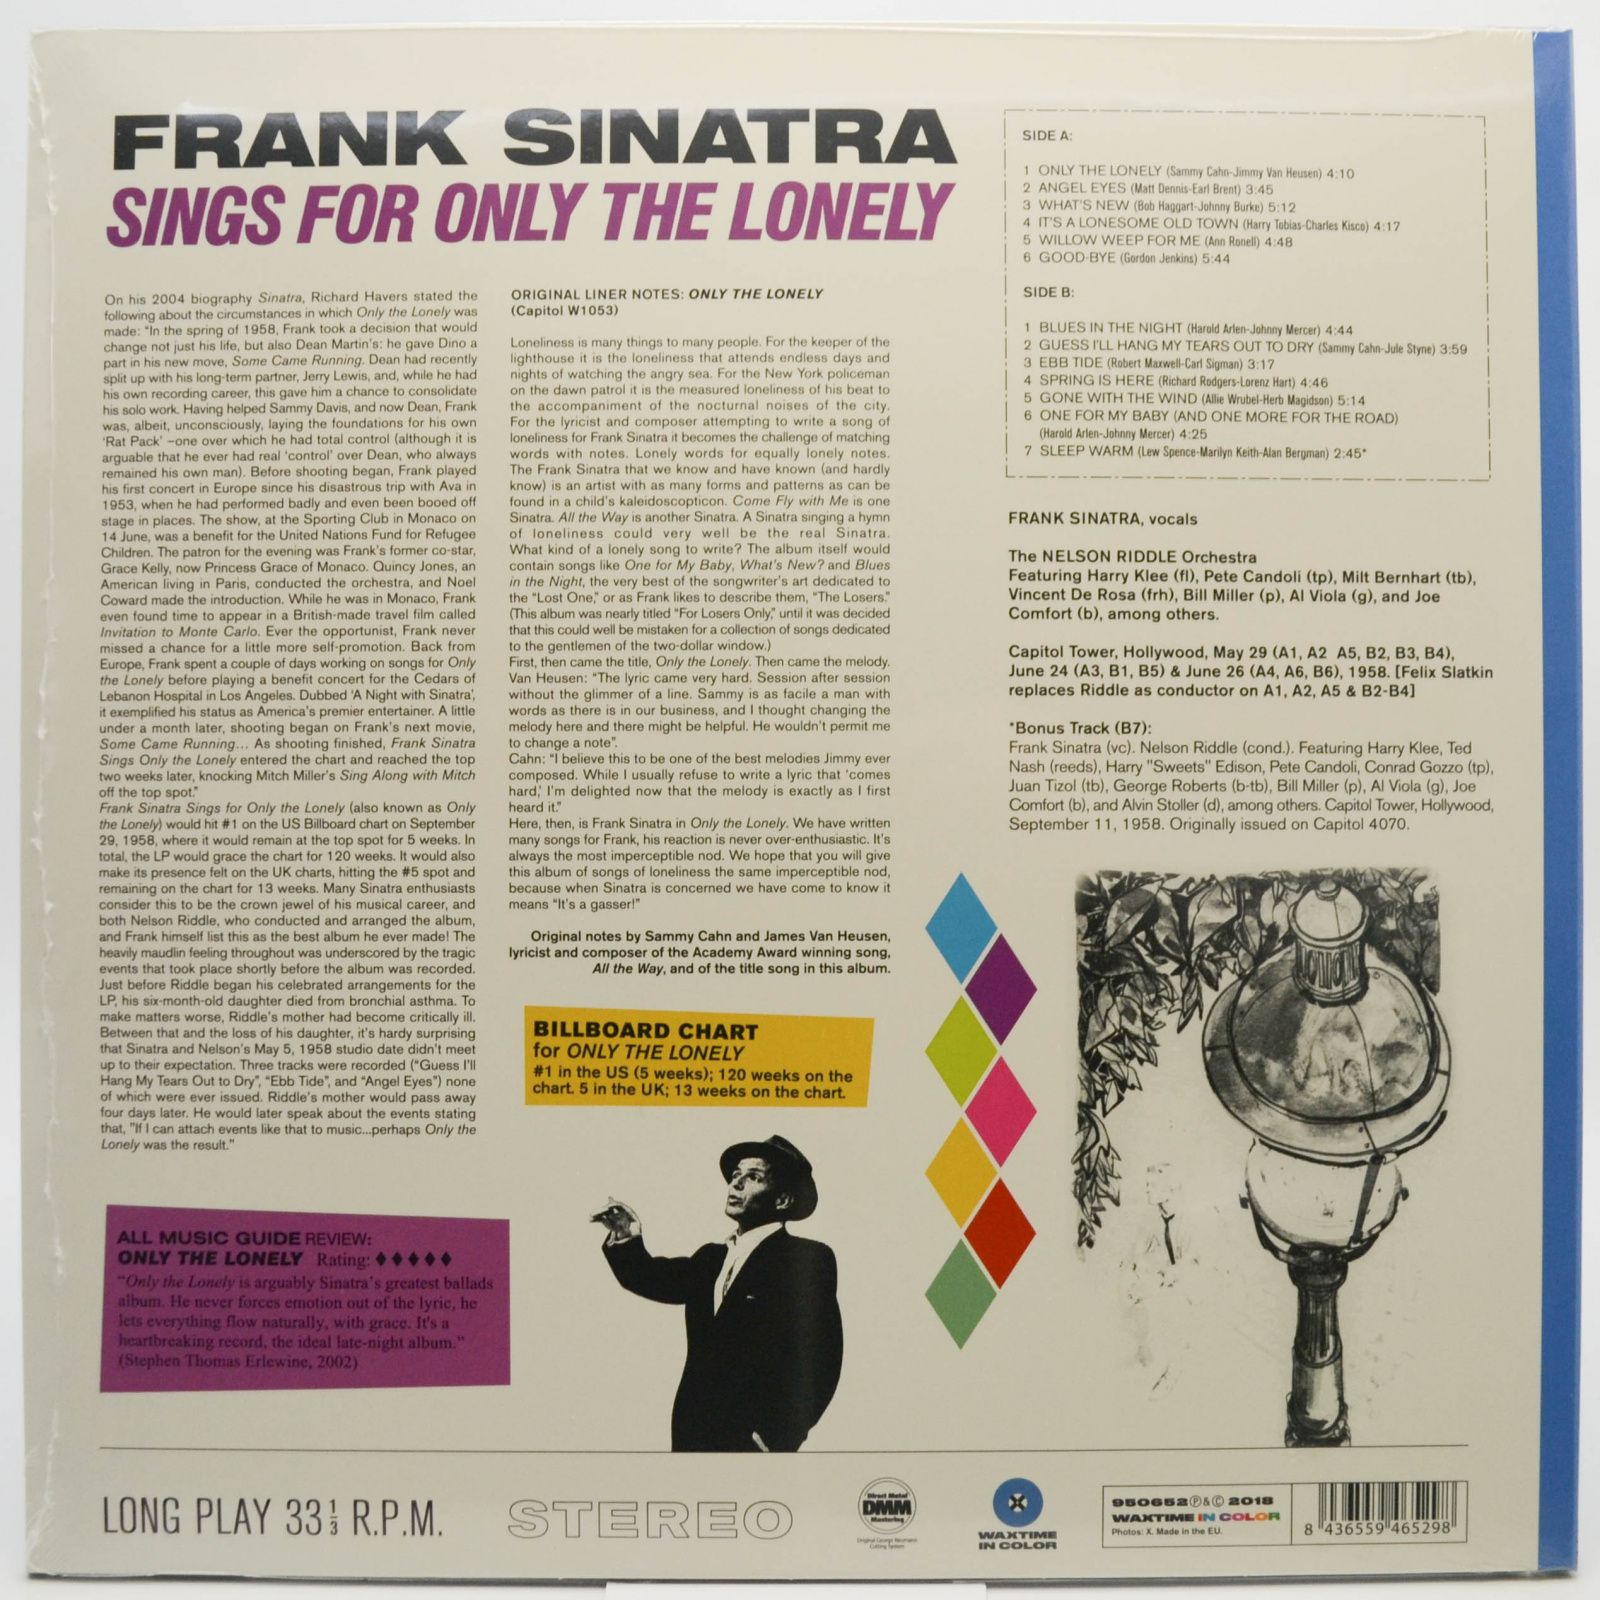 FRANK SINATRA
SINGS FOR ONLY THE LONELY
On his 2004 biography Sinatra, Richard Havers stated the
following about the circumstances in which Only the Lonely was
made: “In the spring of 1958, Frank took a decision that would
change not just his life, but also Dean Martin's: he gave Dino a
part in his new move, Some Came Running. Dean had recently
split up with his long-term partner, Jerry Lewis, and, while he had
his own recording career, this gave him a chance to consolidate
his solo work. Having helped Sammy Davis, and now Dean, Frank
was, albeit, unconsciously, laying the foundations for his own
‘Rat Pack’ –one over which he had total control (although it is
arguable that he ever had real ‘control’ over Dean, who always
remained his own man). Before shooting began, Frank played
his first concert in Europe since his disastrous trip with Ava in
1953, when he had performed badly and even been booed off
stage in places. The show, at the Sporting Club in Monaco on
14 June, was a benefit for the United Nations Fund for Refugee
Children. The patron for the evening was Frank's former co-star,
Grace Kelly, now Princess Grace of Monaco. Quincy Jones, an
American living in Paris, conducted the orchestra, and Noel
Coward made the introduction. While he was in Monaco, Frank
even found time to appear in a British-made travel film called
Invitation to Monte Carlo. Ever the opportunist, Frank never
missed a chance for a little more self-promotion. Back from
Europe, Frank spent a couple of days working on songs for Only
the Lonely before playing a benefit concert for the Cedars of
Lebanon Hospital in Los Angeles. Dubbed ‘A Night with Sinatra’,
it exemplified his status as America's premier entertainer. A little
under a month later, shooting began on Frank's next movie,
Some Came Running... As shooting finished, Frank Sinatra
Sings Only the Lonely entered the chart and reached the top
two weeks later, knocking Mitch Miller's Sing Along with Mitch
off the top spot.”
Frank Sinatra Sings for Only the Lonely (also known as Only
the Lonely) would hit #1 on the US Billboard chart on September
29, 1958, where it would remain at the top spot for 5 weeks. In
total, the LP would grace the chart for 120 weeks. It would also
make its presence felt on the UK charts, hitting the #5 spot and
remaining on the chart for 13 weeks. Many Sinatra enthusiasts
consider this to be the crown jewel of his musical career, and
both Nelson Riddle, who conducted and arranged the album,
and Frank himself list this as the best album he ever made! The
heavily maudlin feeling throughout was underscored by the tragic
events that took place shortly before the album was recorded.
Just before Riddle began his celebrated arrangements for the
LP, his six-month-old daughter died from bronchial asthma. To
make matters worse, Riddle's mother had become critically ill.
Between that and the loss of his daughter, it's hardy surprising
that Sinatra and Nelson's May 5, 1958 studio date didn't meet
up to their expectation. Three tracks were recorded (“Guess I'll
Hang My Tears Out to Dry”, “Ebb Tide”, and “Angel Eyes”) none
of which were ever issued. Riddle's mother would pass away
four days later. He would later speak about the events stating
that, "If I can attach events like that to music...perhaps Only the
Lonely was the result."
ALL MUSIC GUIDE REVIEW:
ONLY THE LONELY Rating: ♦♦♦♦♦
“Only the Lonely is arguably Sinatra's greatest ballads
album. He never forces emotion out of the lyric, he
lets everything flow naturally, with grace. It's a
heartbreaking record, the ideal late-night album.”
(Stephen Thomas Erlewine, 2002)
ORIGINAL LINER NOTES: ONLY THE LONELY
(Capitol W1053)
Loneliness is many things to many people. For the keeper of the
lighthouse it is the loneliness that attends endless days and
nights of watching the angry sea. For the New York policeman
on the dawn patrol it is the measured loneliness of his beat to
the accompaniment of the nocturnal noises of the city.
For the lyricist and composer attempting to write a song of
loneliness for Frank Sinatra it becomes the challenge of matching
words with notes. Lonely words for equally lonely notes.
The Frank Sinatra that we know and have known (and hardly
know) is an artist with as many forms and patterns as can be
found in a child's kaleidoscopticon. Come Fly with Me is one
Sinatra. All the Way is another Sinatra. A Sinatra singing a hymn
of loneliness could very well be the real Sinatra.
What kind of a lonely song to write? The album itself would
contain songs like One for My Baby, What's New? and Blues
in the Night, the very best of the songwriter's art dedicated to
the “Lost One,” or as Frank likes to describe them, “The Losers.”
(This album was nearly titled “For Losers Only,” until it was decided
that this could well be mistaken for a collection of songs dedicated
to the gentlemen of the two-dollar window.)
First, then came the title, Only the Lonely. Then came the melody.
Van Heusen: “The lyric came very hard. Session after session
without the glimmer of a line. Sammy is as facile a man with
words as there is in our business, and I thought changing the
melody here and there might be helpful. He wouldn't permit me
to change a note”.
Cahn: “I believe this to be one of the best melodies Jimmy ever
composed. While I usually refuse to write a lyric that ‘comes
hard,’ I'm delighted now that the melody is exactly as I first
heard it.”
Here, then, is Frank Sinatra in Only the Lonely. We have written
many songs for Frank, his reaction is never over-enthusiastic. It's
always the most imperceptible nod. We hope that you will give
this album of songs of loneliness the same imperceptible nod,
because when Sinatra is concerned we have come to know it
means “It's a gasser!”
Original notes by Sammy Cahn and James Van Heusen,
lyricist and composer of the Academy Award winning song,
All the Way, and of the title song in this album.
BILLBOARD CHART
for ONLY THE LONELY
#1 in the US (5 weeks); 120 weeks on the
chart. 5 in the UK; 13 weeks on the chart.
SIDE A:
1 ONLY THE LONELY (Sammy Cahn-Jimmy Van Heusen) 4:10
2 ANGEL EYES (Matt Dennis-Earl Brent) 3:45
3 WHAT'S NEW (Bob Haggart-Johnny Burke) 5:12
4 IT'S A LONESOME OLD TOWN (Harry Tobias-Charles Kisco) 4:17
5 WILLOW WEEP FOR ME (Ann Ronell) 4:48
6 GOOD-BYE (Gordon Jenkins) 5:44
SIDE B:
1 BLUES IN THE NIGHT (Harold Arlen-Johnny Mercer) 4:44
2 GUESS I'LL HANG MY TEARS OUT TO DRY (Sammy Cahn-Jule Styne) 3:59
3 EBB TIDE (Robert Maxwell-Carl Sigman) 3:17
4 SPRING IS HERE (Richard Rodgers-Lorenz Hart) 4:46
5 GONE WITH THE WIND (Allie Wrubel-Herb Magidson) 5:14
6 ONE FOR MY BABY (AND ONE MORE FOR THE ROAD)
(Harold Arlen-Johnny Mercer) 4:25
7 SLEEP WARM (Lew Spence-Marilyn Keith-Alan Bergman) 2:45*
FRANK SINATRA, vocals
The NELSON RIDDLE Orchestra
Featuring Harry Klee (fl), Pete Candoli (tp), Milt Bernhart (tb),
Vincent De Rosa (frh), Bill Miller (p), Al Viola (g), and Joe
Comfort (b), among others.
Capitol Tower, Hollywood, May 29 (A1, A2 A5, B2, B3, B4),
June 24 (A3, B1, B5) & June 26 (A4, A6, B6), 1958. [Felix Slatkin
replaces Riddle as conductor on A1, A2, A5 & B2-B4]
*Bonus Track (B7):
Frank Sinatra (vc). Nelson Riddle (cond.). Featuring Harry Klee, Ted
Nash (reeds), Harry "Sweets" Edison, Pete Candoli, Conrad Gozzo (tp),
Juan Tizol (tb), George Roberts (b-tb), Bill Miller (p), Al Viola (g), Joe
Comfort (b), and Alvin Stoller (d), among others. Capitol Tower, Hollywood,
September 11, 1958. Originally issued on Capitol 4070.
LONG PLAY 33 1/3 R.P.M.
STEREO
Direct Metal
DMM
Mastering
Original George Neumann
Cutting System
WAXTIME
IN COLOR
950652 ℗ & © 2018
WAXTIME IN COLOR
Photos: X. Made in the EU.
8 436559 465298